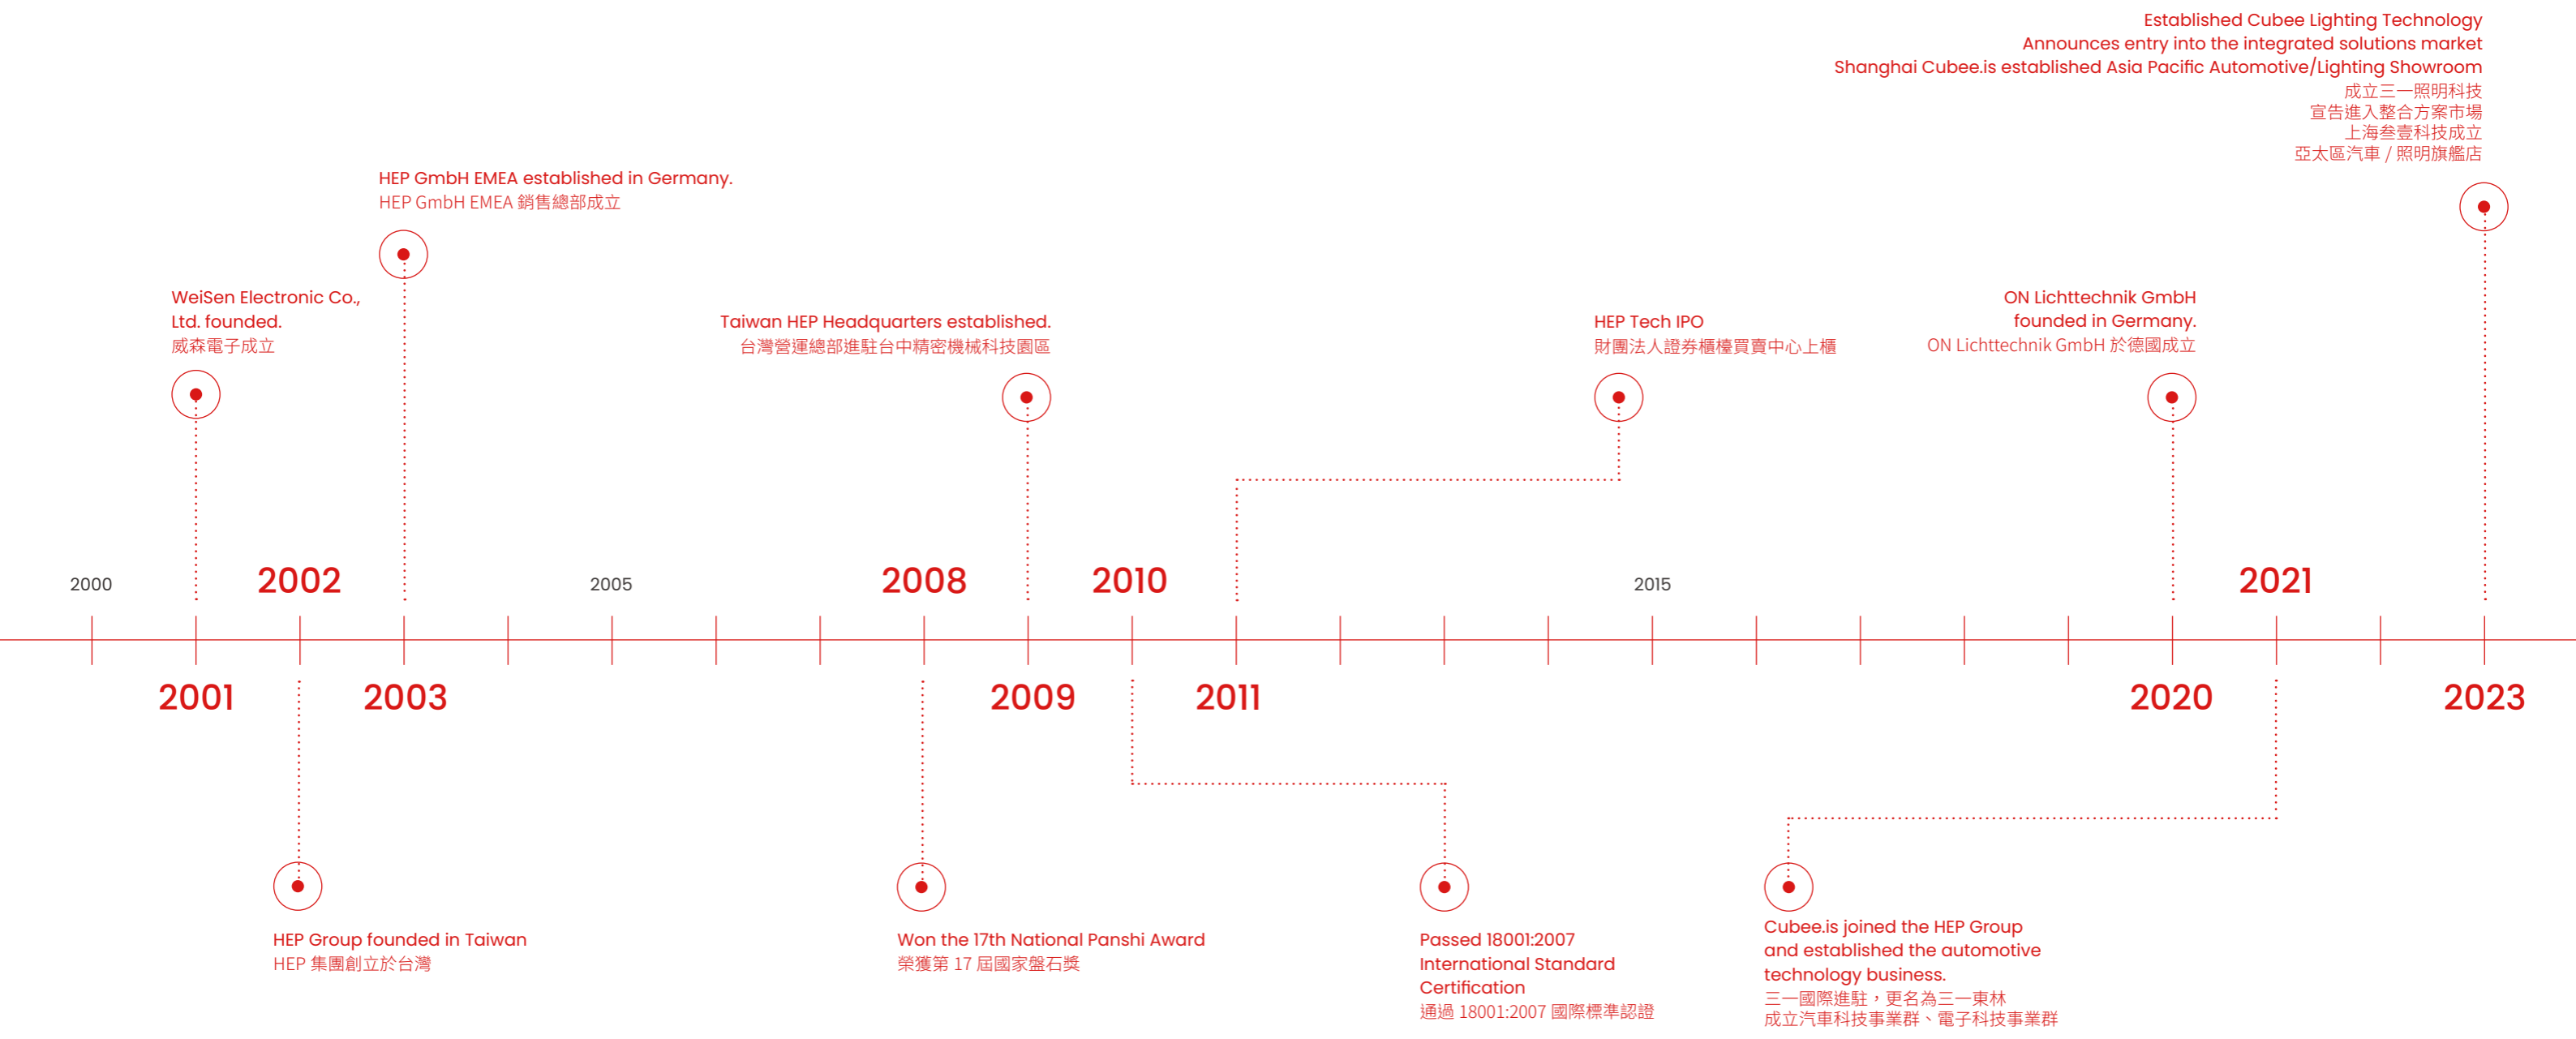 Established Cubee Lighting Technology
Announces entry into the integrated solutions market
Shanghai Cubee.is established Asia Pacific Automotive/Lighting Showroom
成立三一照明科技
宣告進入整合方案市場
上海叁壹科技成立
亞太區汽車 / 照明旗艦店
HEP GmbH EMEA established in Germany.
HEP GmbH EMEA 銷售總部成立
WeiSen Electronic Co.,
Ltd. founded.
威森電子成立
Taiwan HEP Headquarters established.
台灣營運總部進駐台中精密機械科技園區
HEP Tech IPO
財團法人證券櫃檯買賣中心上櫃
ON Lichttechnik GmbH
founded in Germany.
ON Lichttechnik GmbH 於德國成立
2000
2002
2005
2008
2010
2015
2021
2001
2003
2009
2011
2020
2023
HEP Group founded in Taiwan
HEP 集團創立於台灣
Won the 17th National Panshi Award
榮獲第 17 屆國家盤石獎
Passed 18001:2007
International Standard
Certification
通過 18001:2007 國際標準認證
Cubee.is joined the HEP Group
and established the automotive
technology business.
三一國際進駐，更名為三一東林
成立汽車科技事業群、電子科技事業群